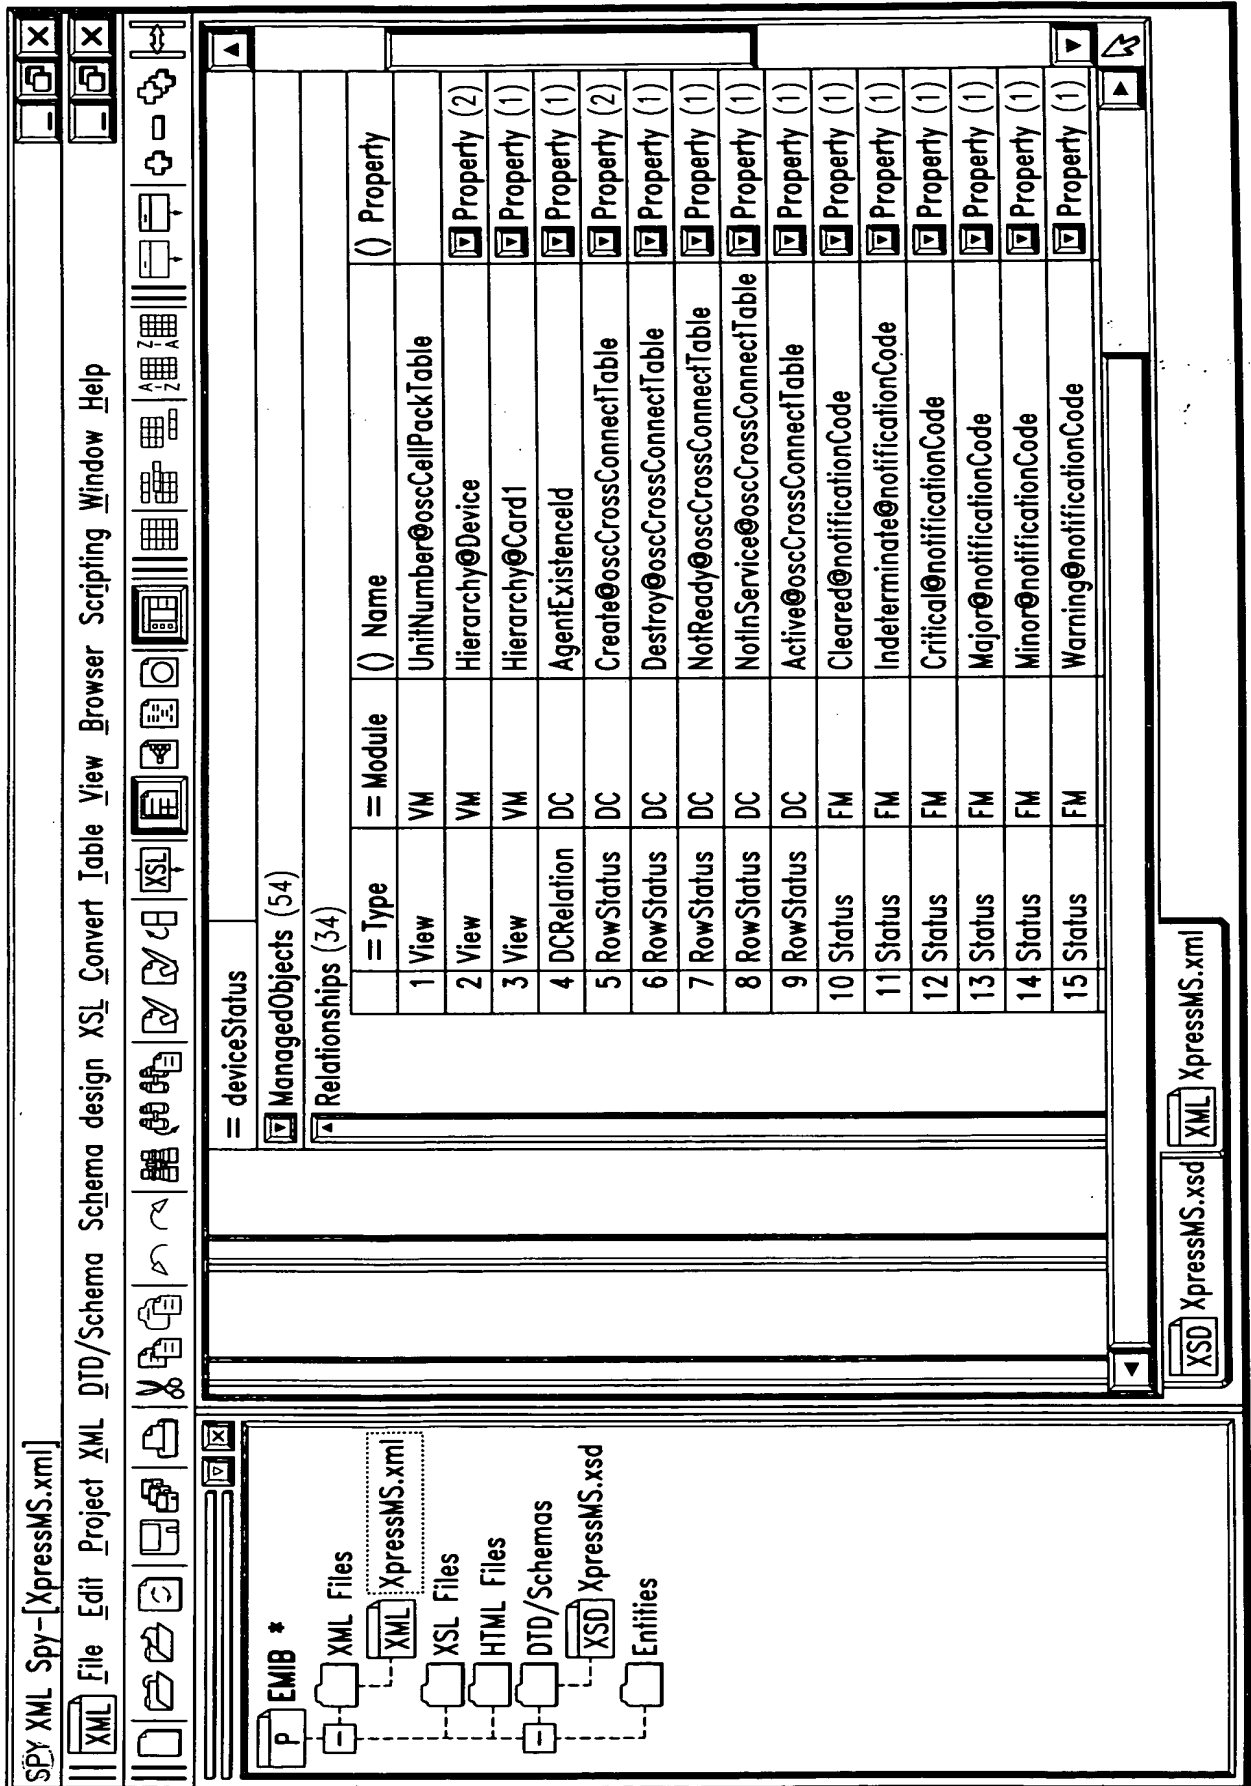 SPY XML Spy-[XpressMS.xml]
XML File Edit Project XML DTD/Schema Schema design XSL Convert Table View Browser Scripting Window Help
XSL A-Z Z-A
P EMIB *
XML Files
XML XpressMS.xml
XSL Files
HTML Files
DTD/Schemas
XSD XpressMS.xsd
Entities
= deviceStatus
ManagedObjects (54)
Relationships (34)
= Type = Module () Name () Property
1 View VM UnitNumber@oscCellPackTable
2 View VM Hierarchy@Device Property (2)
3 View VM Hierarchy@Card1 Property (1)
4 DCRelation DC AgentExistenceId Property (1)
5 RowStatus DC Create@oscCrossConnectTable Property (2)
6 RowStatus DC Destroy@oscCrossConnectTable Property (1)
7 RowStatus DC NotReady@oscCrossConnectTable Property (1)
8 RowStatus DC NotInService@oscCrossConnectTable Property (1)
9 RowStatus DC Active@oscCrossConnectTable Property (1)
10 Status FM Cleared@notificationCode Property (1)
11 Status FM Indeterminate@notificationCode Property (1)
12 Status FM Critical@notificationCode Property (1)
13 Status FM Major@notificationCode Property (1)
14 Status FM Minor@notificationCode Property (1)
15 Status FM Warning@notificationCode Property (1)
XSD XpressMS.xsd XML XpressMS.xml